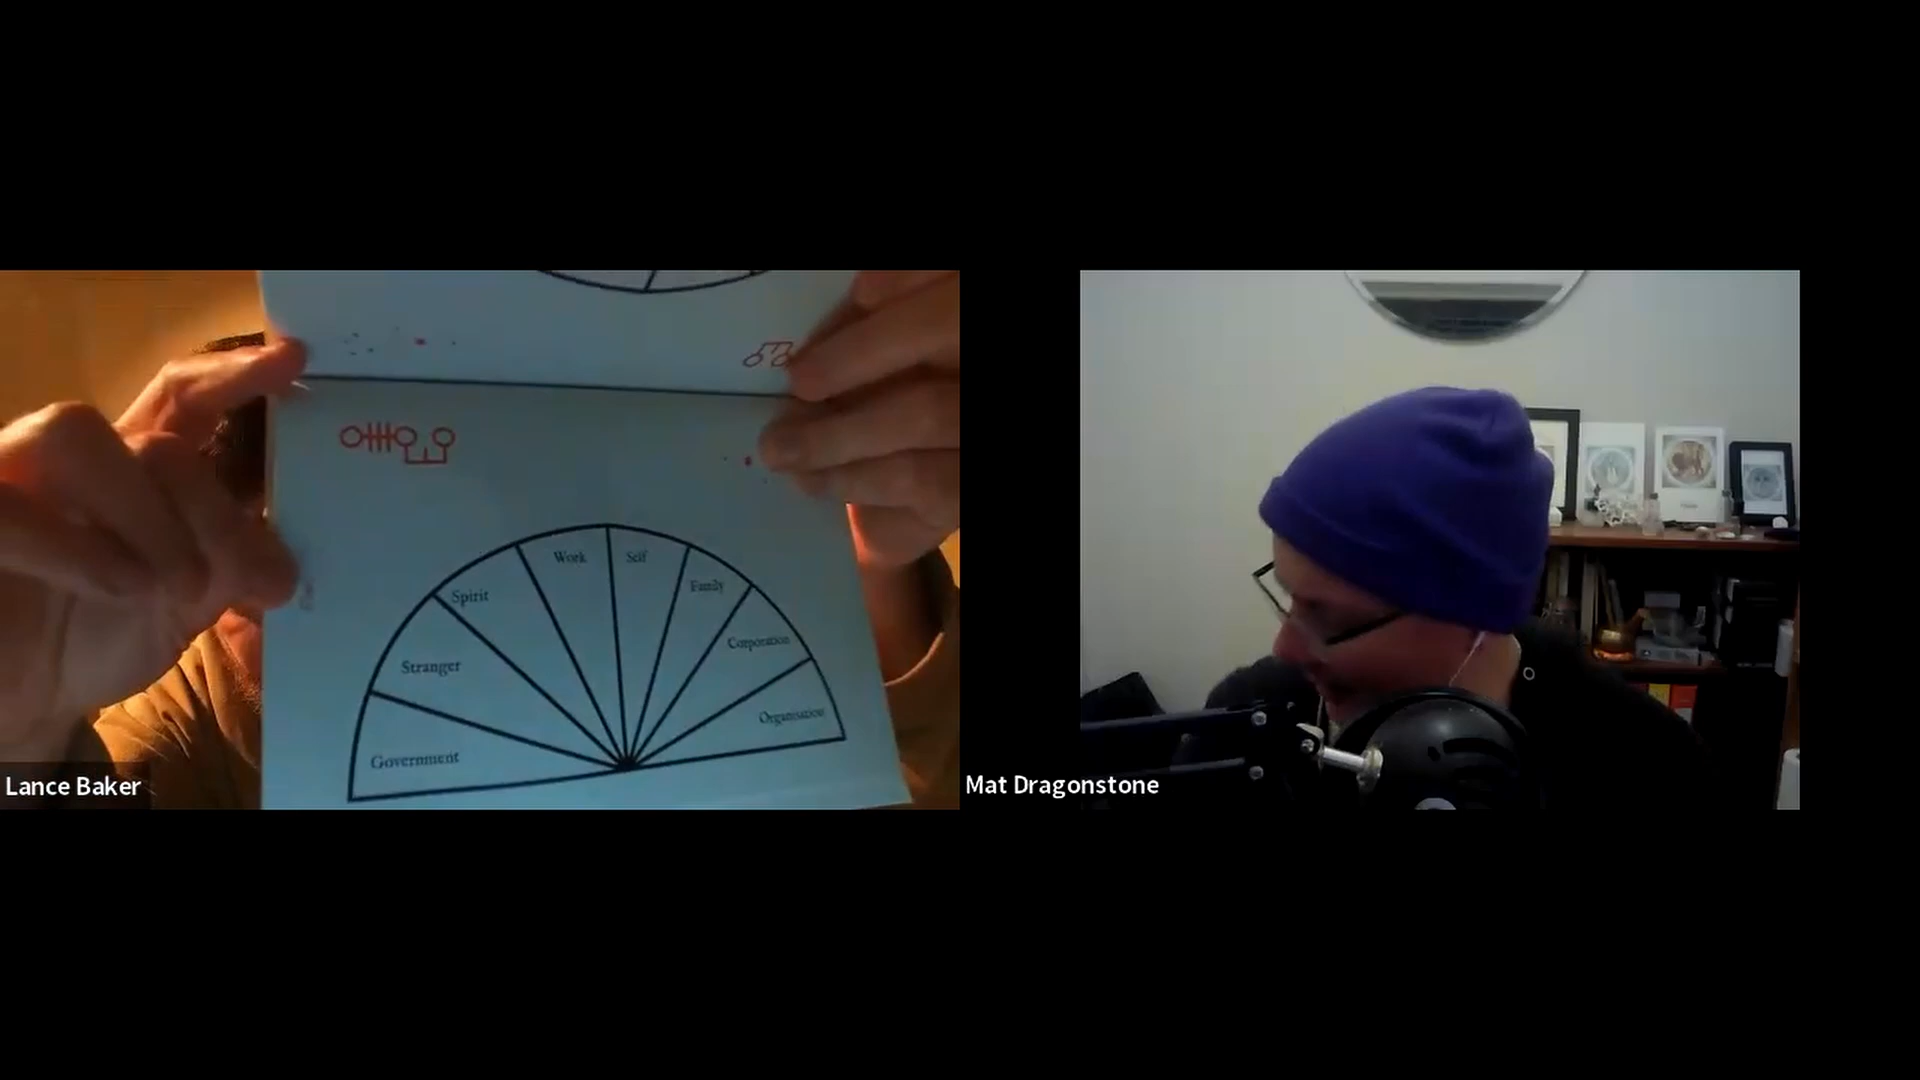 Work
Self
Spirit
Family
Corporation
Stranger
Organisation
Government
Lance Baker
Mat Dragonstone